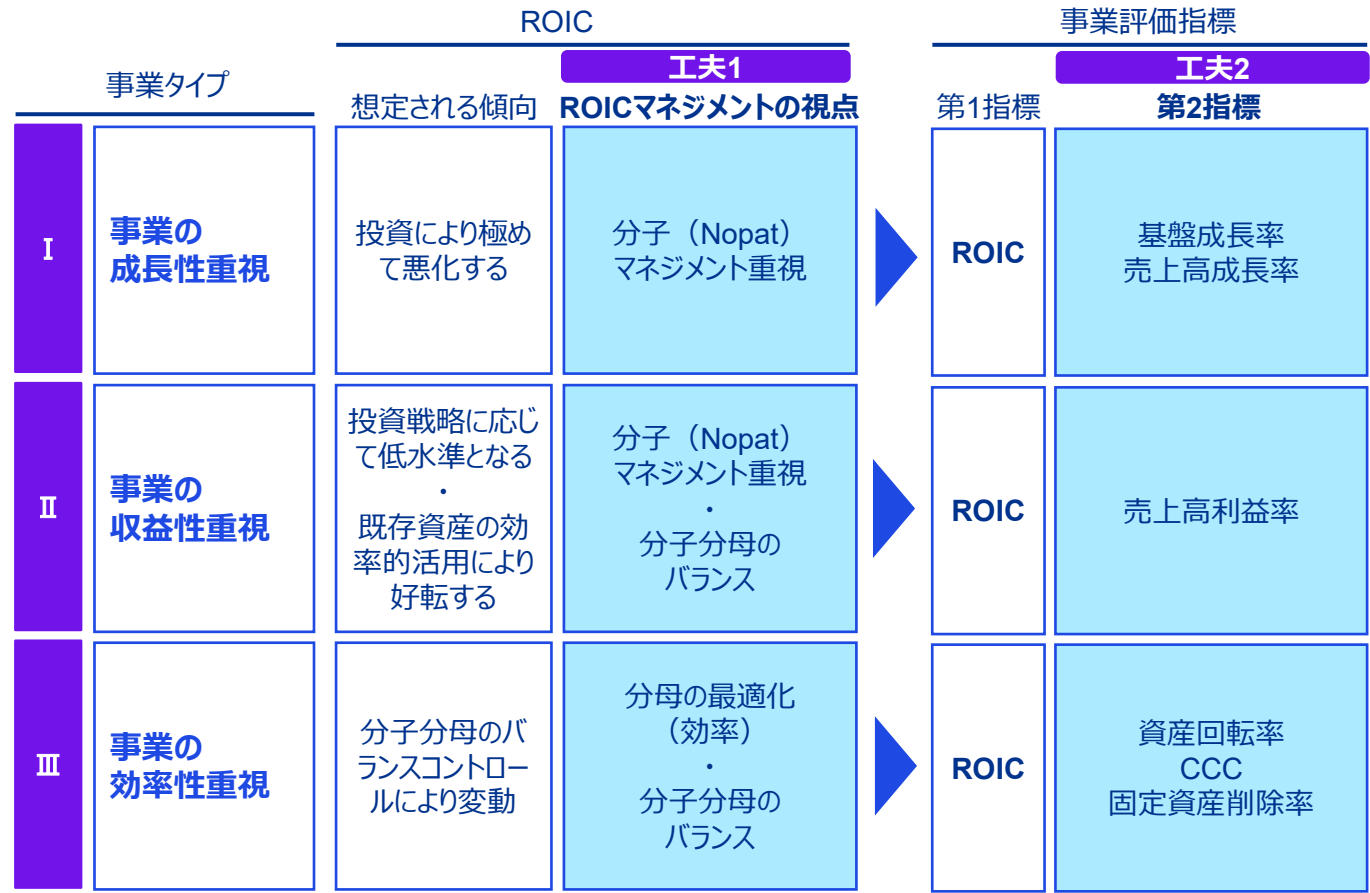 ROIC
事業評価指標
事業タイプ
工夫1
工夫2
想定される傾向
ROICマネジメントの視点
第1指標
第2指標
Ⅰ
事業の
成長性重視
投資により極め
て悪化する
分子（Nopat）
マネジメント重視
ROIC
基盤成長率
売上高成長率
Ⅱ
事業の
収益性重視
投資戦略に応じ
て低水準となる
・
既存資産の効
率的活用により
好転する
分子（Nopat）
マネジメント重視
・
分子分母の
バランス
ROIC
売上高利益率
Ⅲ
事業の
効率性重視
分子分母のバ
ランスコントロー
ルにより変動
分母の最適化
（効率）
・
分子分母の
バランス
ROIC
資産回転率
CCC
固定資産削除率